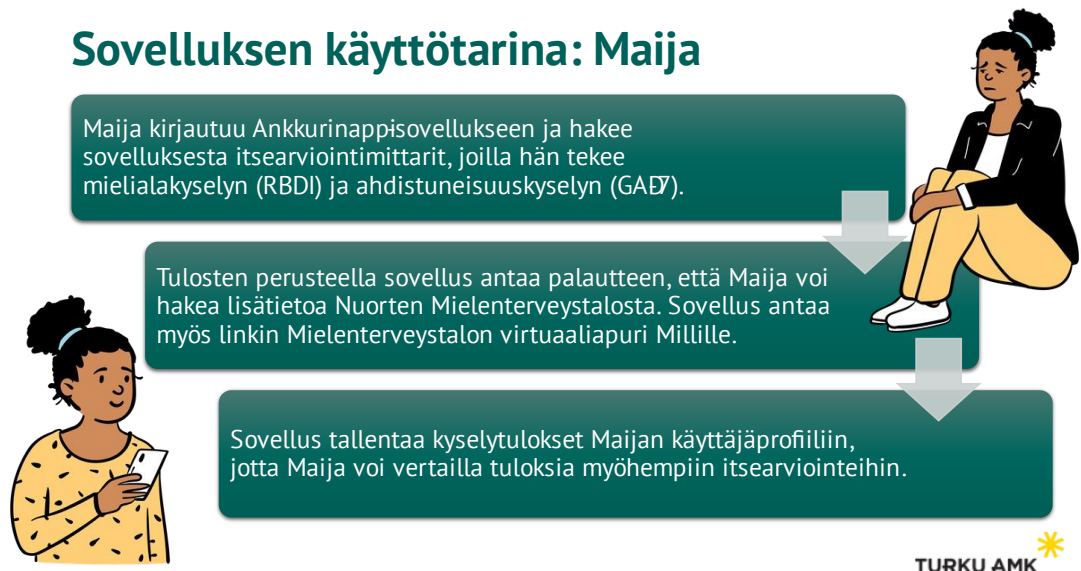 Sovelluksen käyttötarina: Maija
Maija kirjautuu Ankkurinappi-sovellukseen ja hakee
sovelluksesta itsearviointimittarit, joilla hän tekee
mielialakyselyn (RBDI) ja ahdistuneisuuskyselyn (GAD-7).
Tulosten perusteella sovellus antaa palautteen, että Maija voi
hakea lisätietoa Nuorten Mielenterveystalosta. Sovellus antaa
myös linkin Mielenterveystalon virtuaaliapuri Millille.
Sovellus tallentaa kyselytulokset Maijan käyttäjäprofiiliin,
jotta Maija voi vertailla tuloksia myöhempiin itsearviointeihin.
TURKU AMK